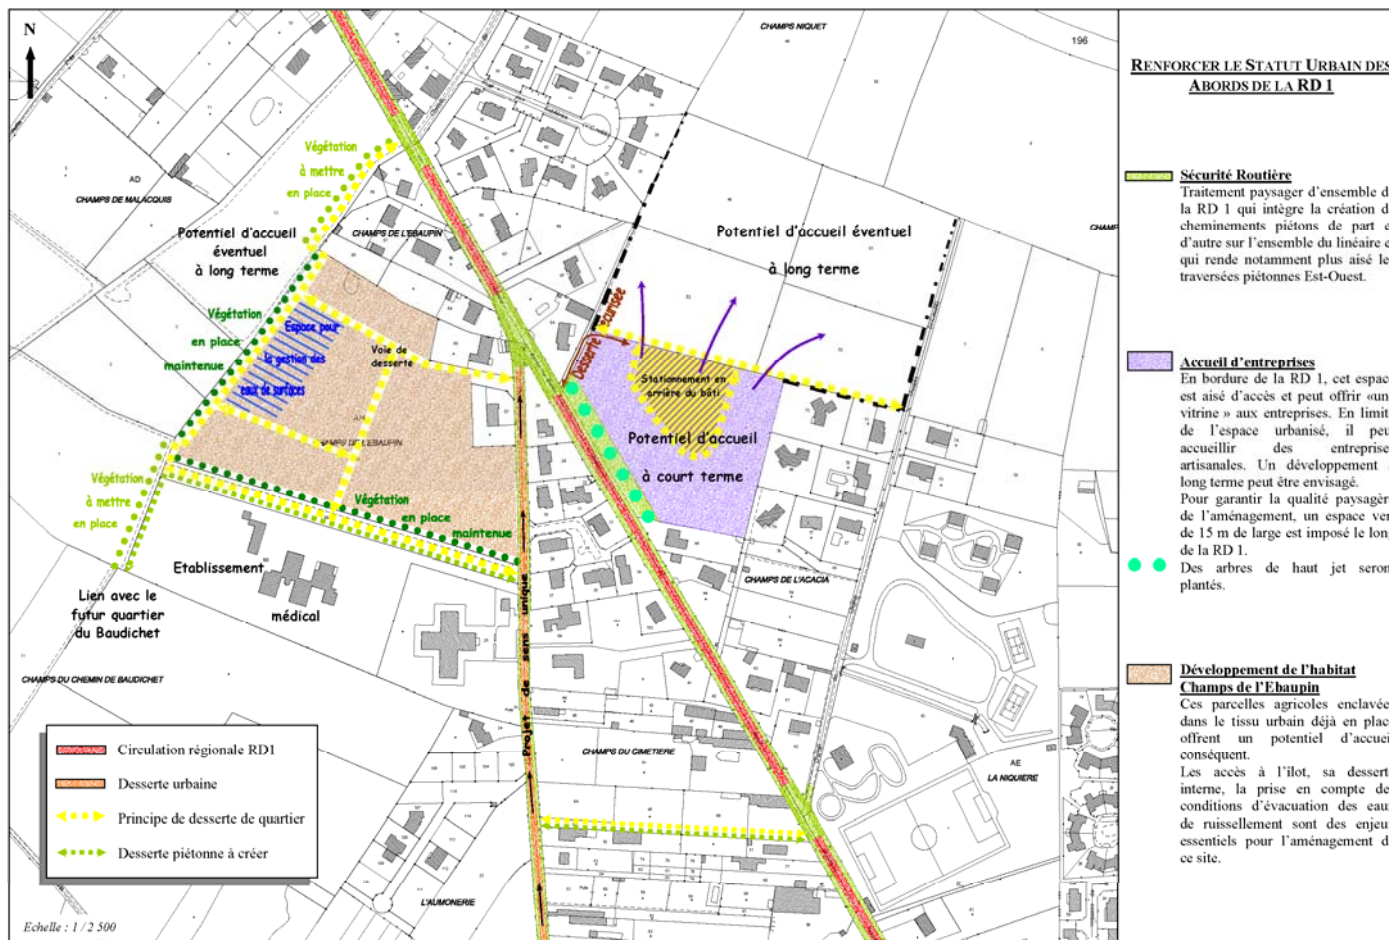 N
CHAMPS NIQUET
196
Végétation
à mettre
en place
AD
CHAMPS DE MALACQUIS
Potentiel d'accueil
éventuel
à long terme
CHAMPS DE L'EBAUPIN
Potentiel d'accueil éventuel
à long terme
CHAMP
Végétation
en place
maintenue
Espace pour
la gestion des
eaux de surfaces
Voie de
desserte
Desserte sécurisée
Stationnement en
arrière du bâti
CHAMPS DE L'EBAUPIN
Potentiel d'accueil
à court terme
Végétation
à mettre
en place
Végétation
en place
maintenue
Etablissement
médical
Lien avec le
futur quartier
du Baudichet
CHAMPS DE L'ACACIA
CHAMPS DU CHEMIN DE BAUDICHET
Projet de sens unique
CHAMPS DU CIMETIERE
AE
LA NIQUIERE
L'AUMONERIE
Circulation régionale RD1
Desserte urbaine
Principe de desserte de quartier
Desserte piétonne à créer
Echelle : 1 / 2 500
RENFORCER LE STATUT URBAIN DES
ABORDS DE LA RD 1
Sécurité Routière
Traitement paysager d'ensemble d
la RD 1 qui intègre la création d
cheminements piétons de part e
d'autre sur l'ensemble du linéaire e
qui rende notamment plus aisé le
traversées piétonnes Est-Ouest.
Accueil d'entreprises
En bordure de la RD 1, cet espac
est aisé d'accès et peut offrir «un
vitrine » aux entreprises. En limit
de l'espace urbanisé, il peu
accueillir des entreprise
artisanales. Un développement
long terme peut être envisagé.
Pour garantir la qualité paysagèr
de l'aménagement, un espace ver
de 15 m de large est imposé le long
de la RD 1.
Des arbres de haut jet seron
plantés.
Développement de l'habitat
Champs de l'Ebaupin
Ces parcelles agricoles enclavée
dans le tissu urbain déjà en plac
offrent un potentiel d'accuei
conséquent.
Les accès à l'ilot, sa dessert
interne, la prise en compte de
conditions d'évacuation des eau
de ruissellement sont des enjeu
essentiels pour l'aménagement d
ce site.